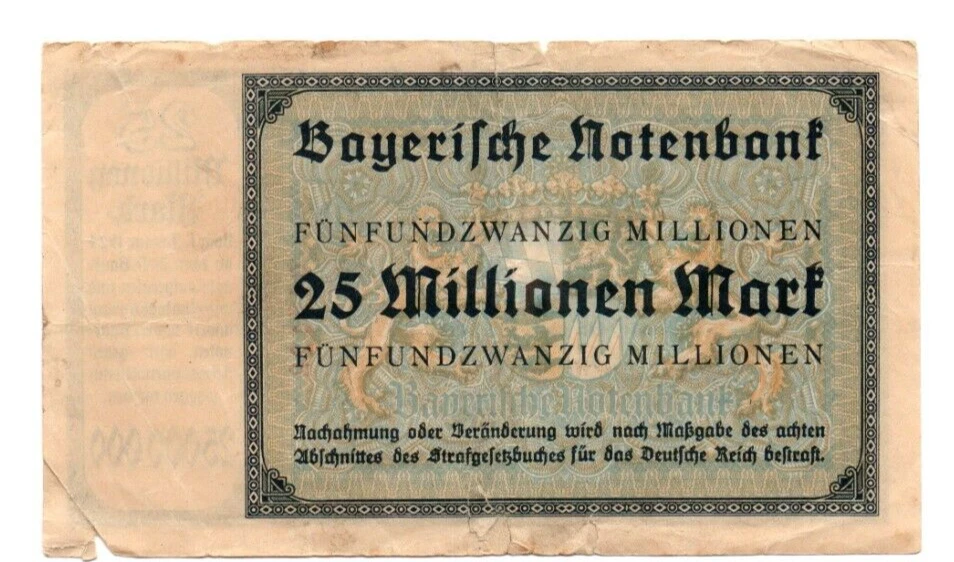 Bayerische Notenbank
FÜNFUNDZWANZIG MILLIONEN
25 Millionen Mark
FÜNFUNDZWANZIG MILLIONEN
Bayerische Notenbank
Nachahmung oder Veränderung wird nach Maßgabe des achten
Abschnittes des Strafgesetzbuches für das Deutsche Reich bestraft.